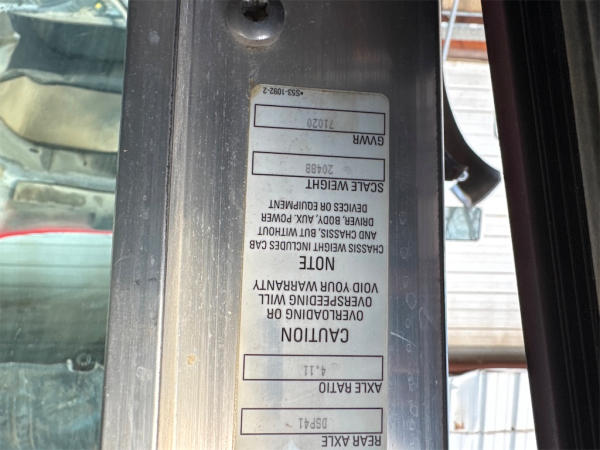 REAR AXLE
DSP41
AXLE RATIO
4.11
CAUTION
OVERLOADING OR
OVERSPEEDING WILL
VOID YOUR WARRANTY
NOTE
CHASSIS WEIGHT INCLUDES CAB
AND CHASSIS, BUT WITHOUT
DRIVER, BODY, AUX. POWER
DEVICES OR EQUIPMENT
SCALE WEIGHT
20488
GVWR
71020
*S53-1092-2